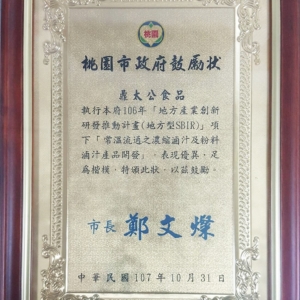 桃園
桃園市政府鼓勵狀
鼎太公食品
執行本府106年「地方產業創新
研發推動計畫(地方型SBIR)」項
下「常溫流通之濃縮滷汁及粉料
滷汁產品開發」,表現優異,足
為楷模,特頒此狀,以茲鼓勵。
市長 鄭文燦
中華民國107年10月31日